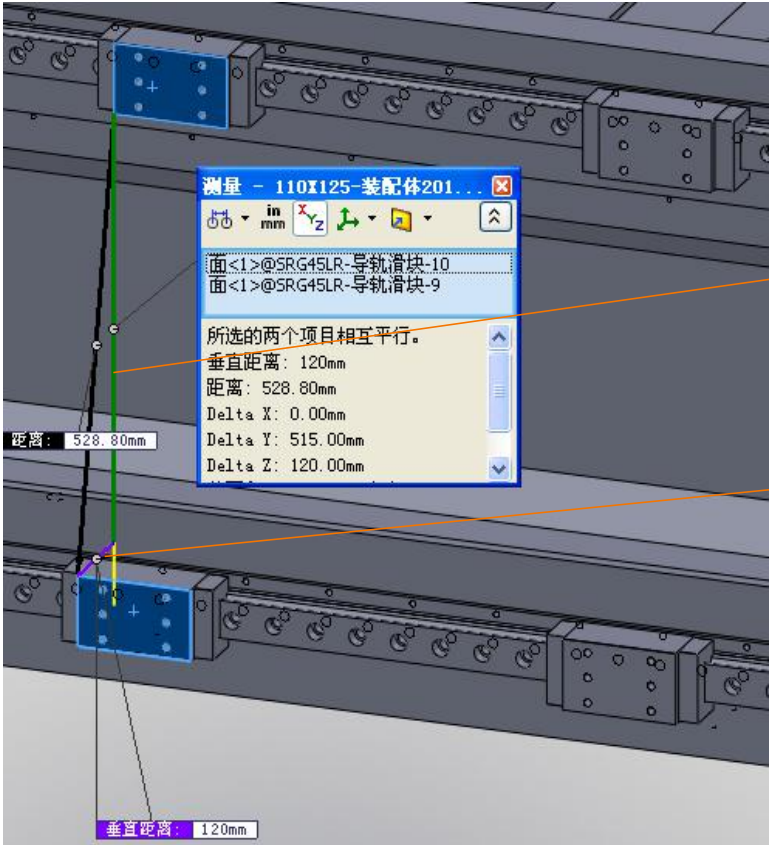 测量 - 110X125-装配体201...
in
mm
X
Y
Z
面<1>@SRG45LR-导轨滑块-10
面<1>@SRG45LR-导轨滑块-9
所选的两个项目相互平行。
垂直距离: 120mm
距离: 528.80mm
Delta X: 0.00mm
Delta Y: 515.00mm
Delta Z: 120.00mm
距离: 528.80mm
垂直距离: 120mm